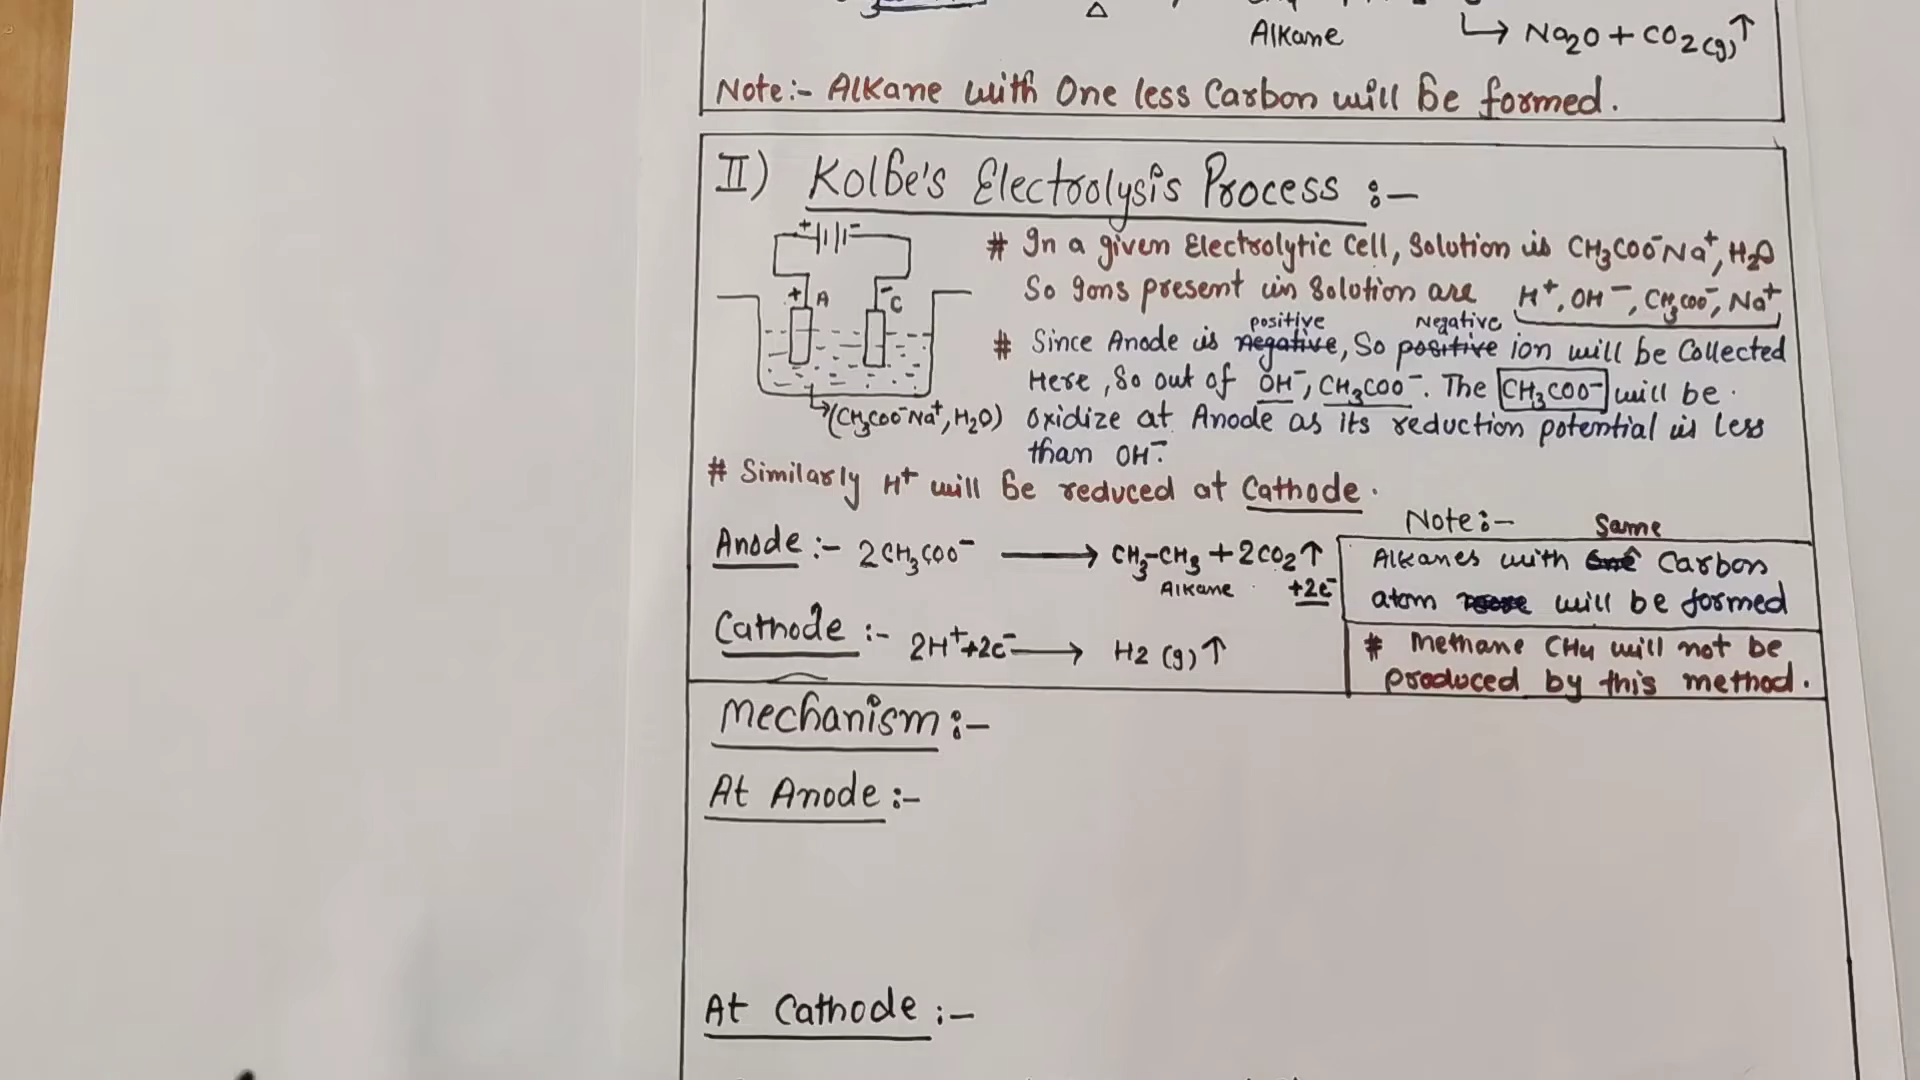 Δ
Alkane
↳ Na2O + CO2(g)↑
Note:- Alkane with One less Carbon will be formed.
II) Kolbe's Electrolysis Process :-
+ -
+ A
- C
(CH3COO⁻Na⁺, H2O)
# In a given Electrolytic Cell, Solution is CH3COO⁻Na⁺, H2O
So Ions present in Solution are H⁺, OH⁻, CH3COO⁻, Na⁺
positive Negative
# Since Anode is negative, So positive ion will be Collected
Here, So out of OH⁻, CH3COO⁻. The CH3COO⁻ will be.
Oxidize at Anode as its reduction potential is less
than OH⁻.
# Similarly H⁺ will be reduced at Cathode.
Anode :- 2CH3COO⁻ → CH3-CH3 + 2CO2↑
Alkane +2e⁻
Cathode :- 2H⁺+2e⁻ → H2 (g)↑
Note:- Same
Alkanes with one Carbon
atom more will be formed
# Methane CH4 will not be
produced by this method.
Mechanism :-
At Anode :-
At Cathode :-